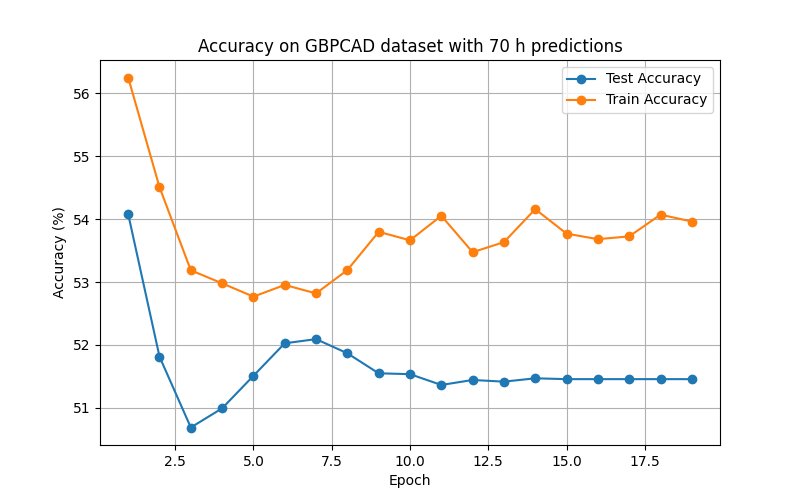 Accuracy on GBPCAD dataset with 70 h predictions
Test Accuracy
Train Accuracy
56
55
54
53
52
51
Accuracy (%)
2.5 5.0 7.5 10.0 12.5 15.0 17.5
Epoch